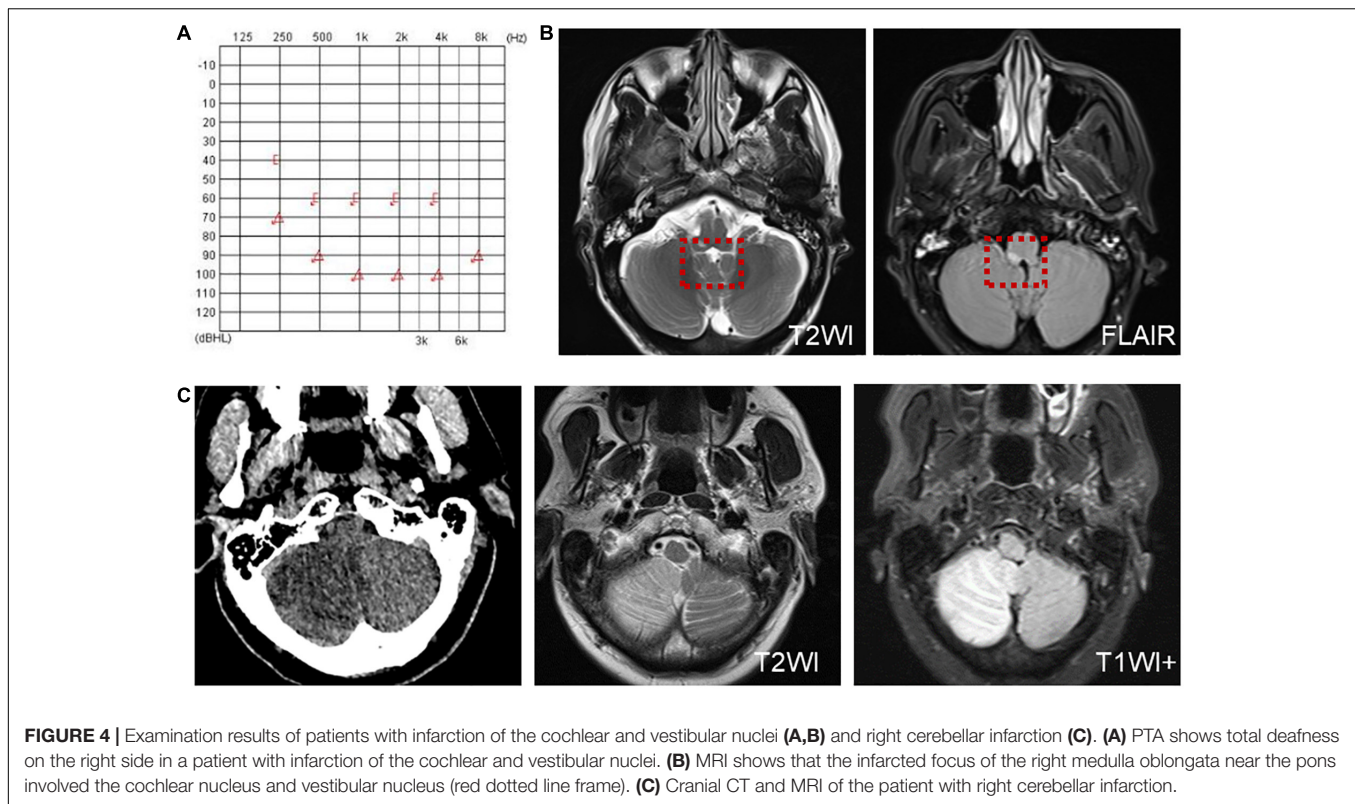 A
125 250 500 1k 2k 4k 8k (Hz)
-10
0
10
20
30
40
50
60
70
80
90
100
110
120
(dBHL) 3k 6k
B
T2WI
FLAIR
C
T2WI
T1WI+
FIGURE 4 | Examination results of patients with infarction of the cochlear and vestibular nuclei (A,B) and right cerebellar infarction (C). (A) PTA shows total deafness
on the right side in a patient with infarction of the cochlear and vestibular nuclei. (B) MRI shows that the infarcted focus of the right medulla oblongata near the pons
involved the cochlear nucleus and vestibular nucleus (red dotted line frame). (C) Cranial CT and MRI of the patient with right cerebellar infarction.